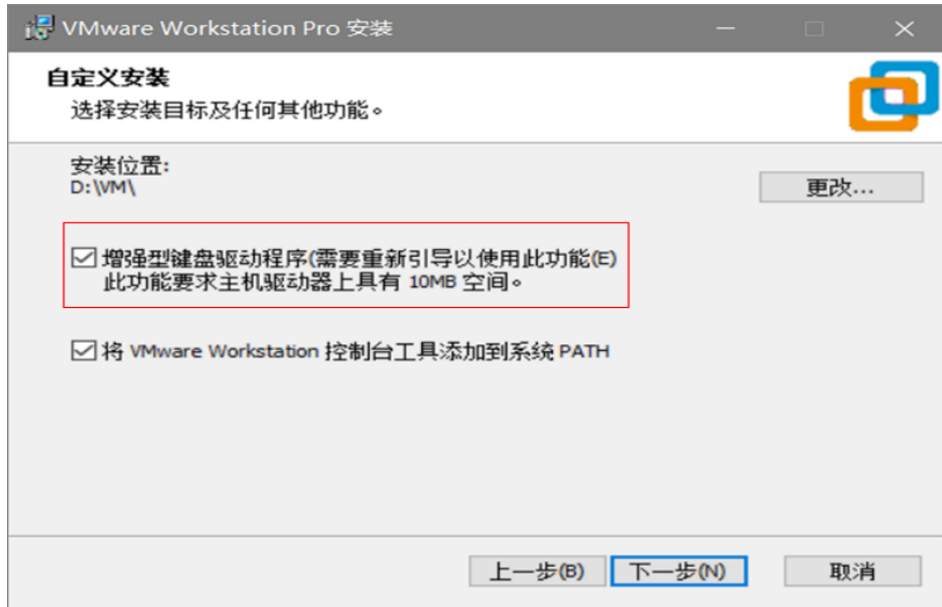 VMware Workstation Pro 安装
自定义安装
选择安装目标及任何其他功能。
安装位置:
D:\VM\
更改...
增强型键盘驱动程序(需要重新引导以使用此功能(E)
此功能要求主机驱动器上具有 10MB 空间。
将 VMware Workstation 控制台工具添加到系统 PATH
上一步(B) 下一步(N) 取消